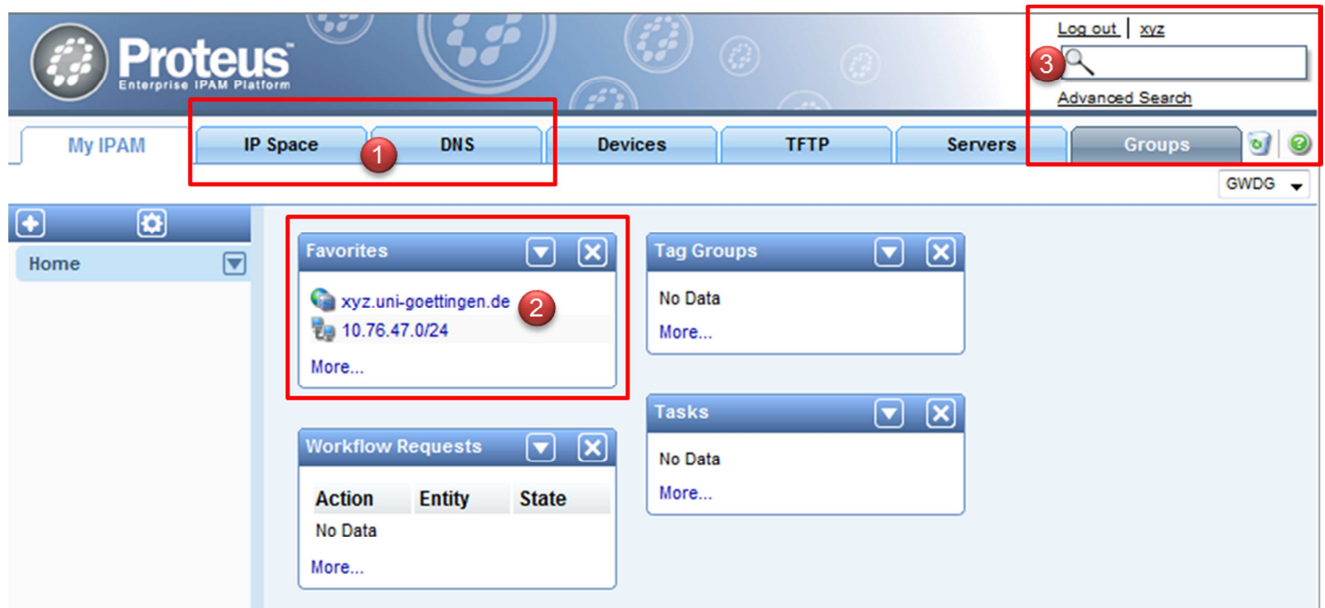 Log out | xyz
Proteus™
Enterprise IPAM Platform
3
Advanced Search
My IPAM IP Space 1 DNS Devices TFTP Servers Groups
GWDG
Home
Favorites
xyz.uni-goettingen.de 2
10.76.47.0/24
More...
Tag Groups
No Data
More...
Workflow Requests
Action Entity State
No Data
More...
Tasks
No Data
More...